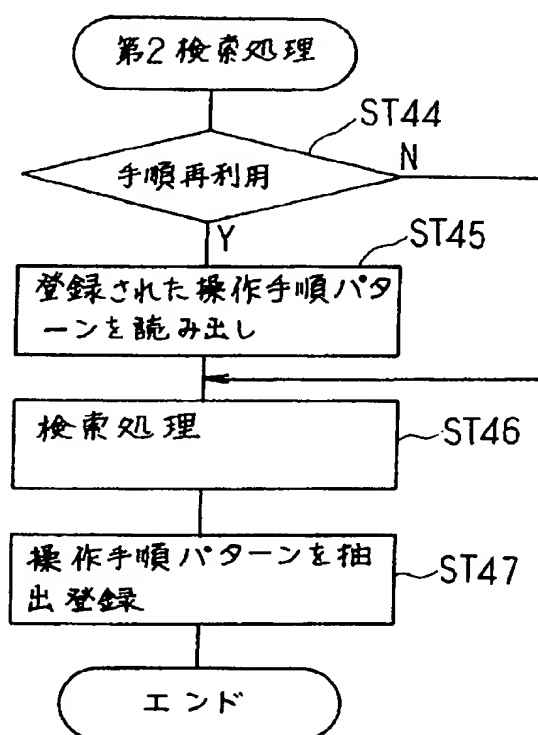 第2検索処理
ST44
手順再利用
N
Y
ST45
登録された操作手順パタ
ーンを読み出し
検索処理
ST46
操作手順パターンを抽
出登録
ST47
エンド